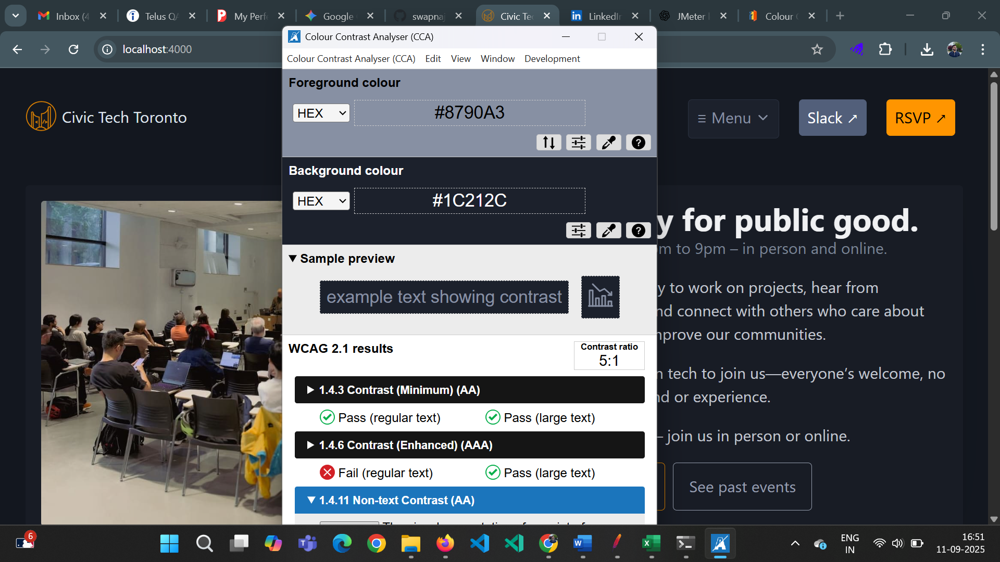 Inbox (4
Telus QA
My Perfe
Google
swapnaj
Civic Te
LinkedIn
JMeter
Colour C
localhost:4000
Colour Contrast Analyser (CCA)
Colour Contrast Analyser (CCA) Edit View Window Development
Foreground colour
HEX
#8790A3
Background colour
HEX
#1C212C
Sample preview
example text showing contrast
WCAG 2.1 results
Contrast ratio
5:1
1.4.3 Contrast (Minimum) (AA)
Pass (regular text)
Pass (large text)
1.4.6 Contrast (Enhanced) (AAA)
Fail (regular text)
Pass (large text)
1.4.11 Non-text Contrast (AA)
Civic Tech Toronto
☰ Menu
Slack ↗
RSVP ↗
y for public good.
m to 9pm – in person and online.
y to work on projects, hear from
nd connect with others who care about
mprove our communities.
n tech to join us—everyone’s welcome, no
nd or experience.
– join us in person or online.
See past events
6
ENG
IN
16:51
11-09-2025